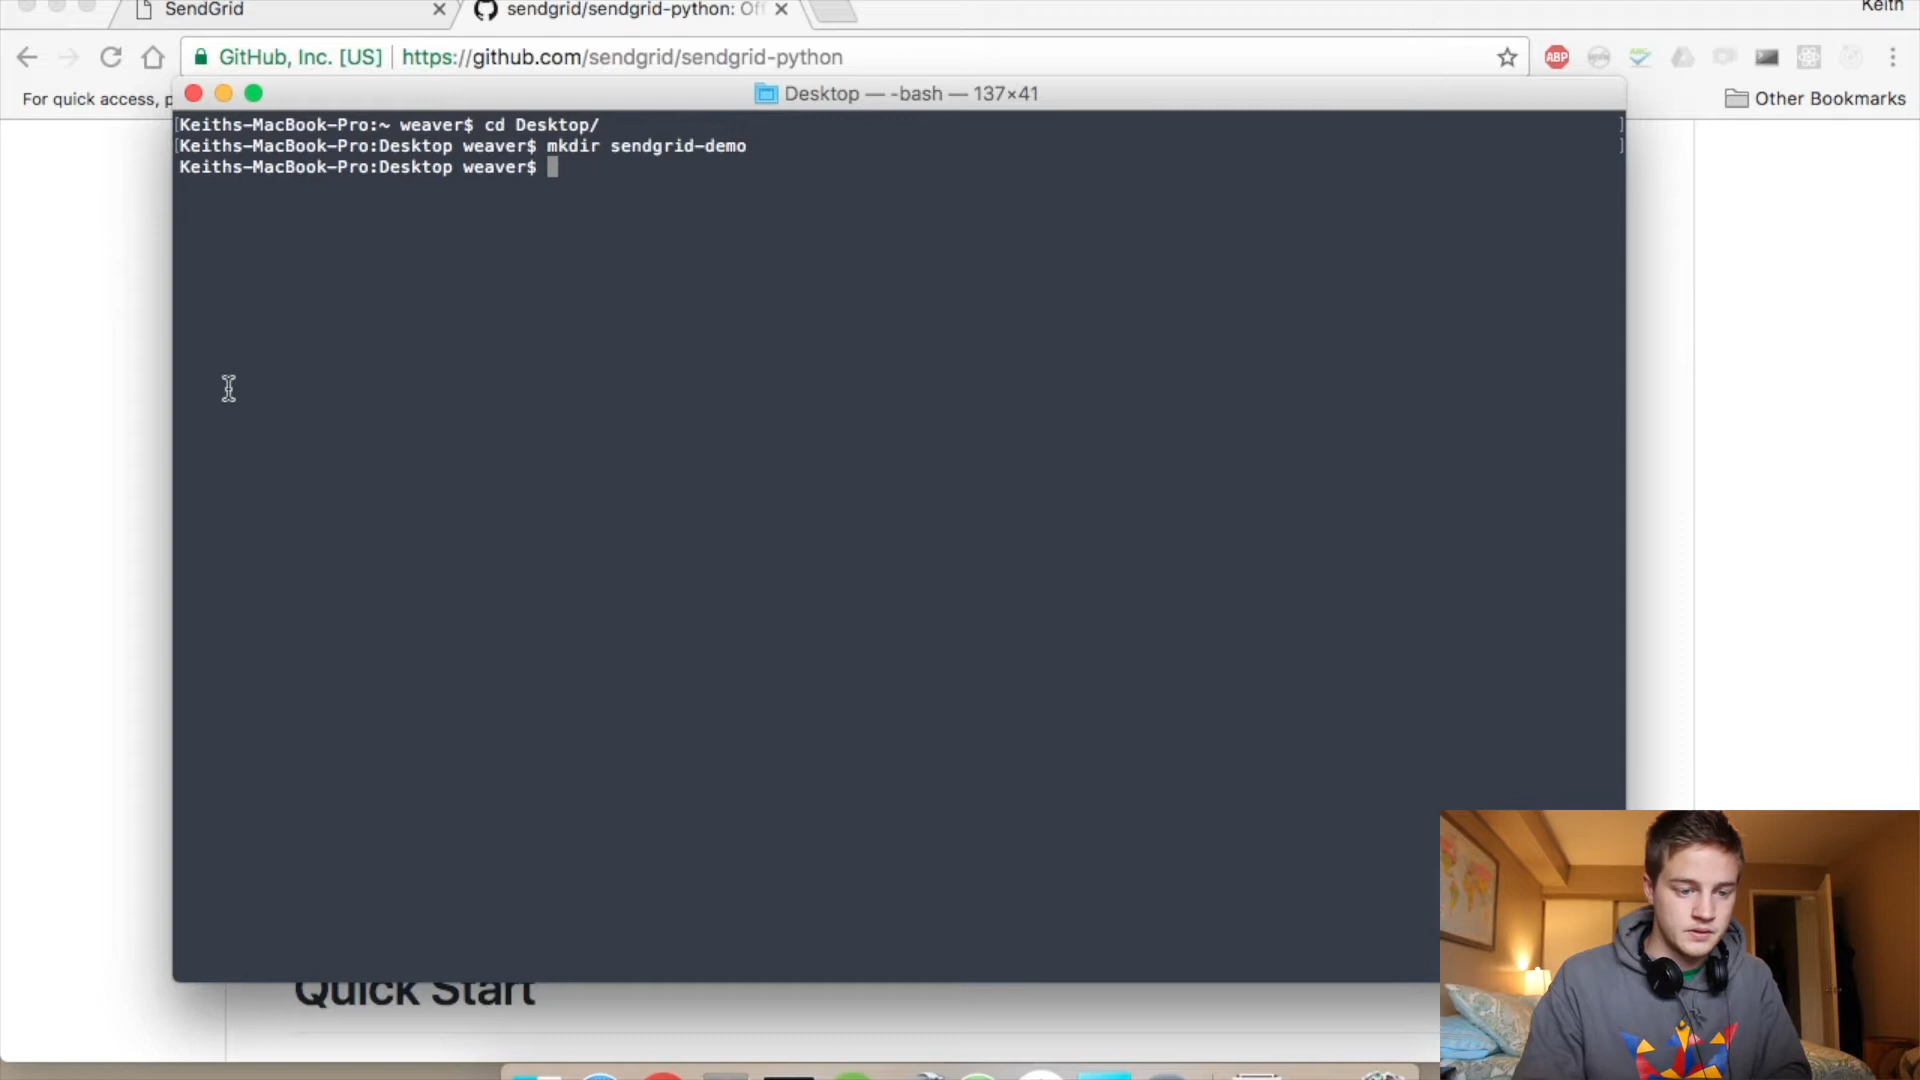 SendGrid
sendgrid/sendgrid-python: Of
Keith
GitHub, Inc. [US]
https://github.com/sendgrid/sendgrid-python
ABP
For quick access, p
Other Bookmarks
Desktop — -bash — 137×41
[Keiths-MacBook-Pro:~ weaver$ cd Desktop/ ]
[Keiths-MacBook-Pro:Desktop weaver$ mkdir sendgrid-demo ]
Keiths-MacBook-Pro:Desktop weaver$
Quick Start